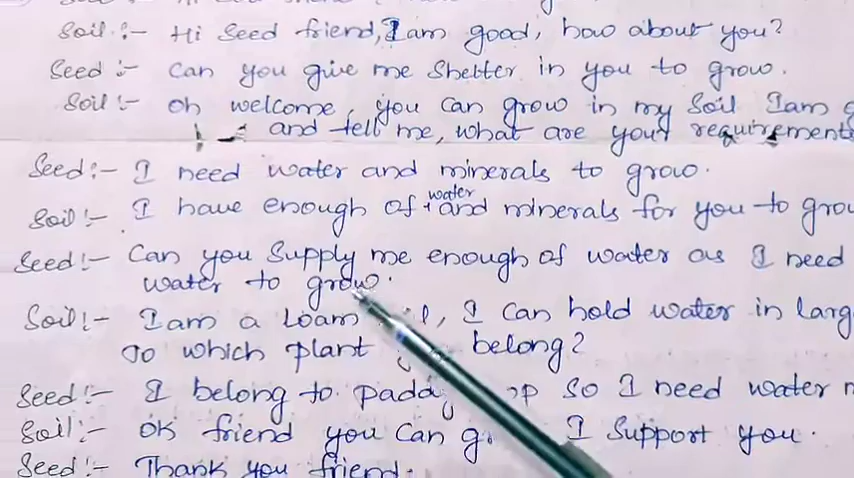 Soil :- Hi Seed friend, I am good, how about you?
Seed :- Can you give me Shelter in you to grow.
Soil :- oh welcome, you can grow in my Soil I am
and tell me, what are your requirements
Seed :- I need water and minerals to grow.
Soil :- I have enough of water and minerals for you to grow
Seed :- Can you Supply me enough of water as I need
water to grow.
Soil :- I am a Loam, I can hold water in larg
To which plant belong?
Seed :- I belong to padd so I need water
Soil :- Ok friend you Can I Support you.
Seed :- Thank you friend.